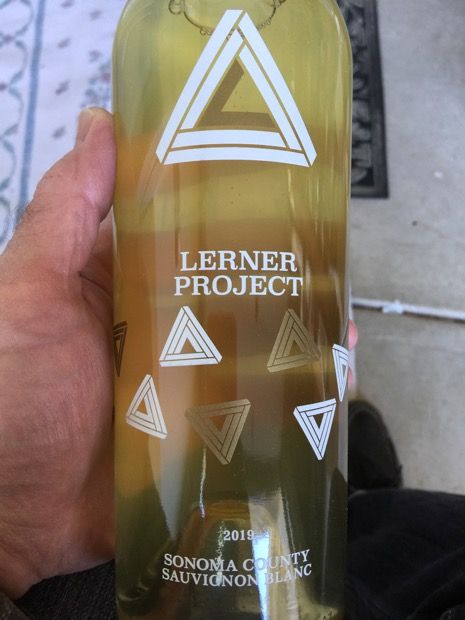 LERNER
PROJECT
2019
SONOMA COUNTY
SAUVIGNON BLANC